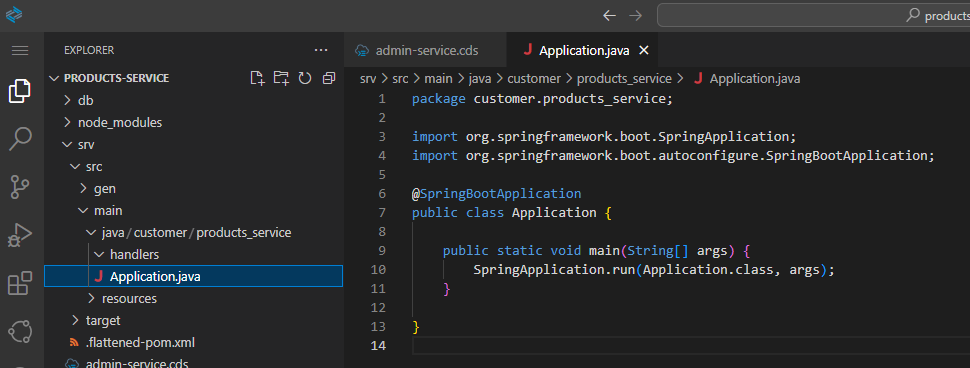 products
EXPLORER ...
PRODUCTS-SERVICE
db
node_modules
srv
src
gen
main
java/customer/products_service
handlers
J Application.java
resources
target
.flattened-pom.xml
admin-service.cds
admin-service.cds J Application.java ×
srv > src > main > java > customer > products_service > J Application.java
1 package customer.products_service;
2
3 import org.springframework.boot.SpringApplication;
4 import org.springframework.boot.autoconfigure.SpringBootApplication;
5
6 @SpringBootApplication
7 public class Application {
8
9 public static void main(String[] args) {
10 SpringApplication.run(Application.class, args);
11 }
12
13 }
14